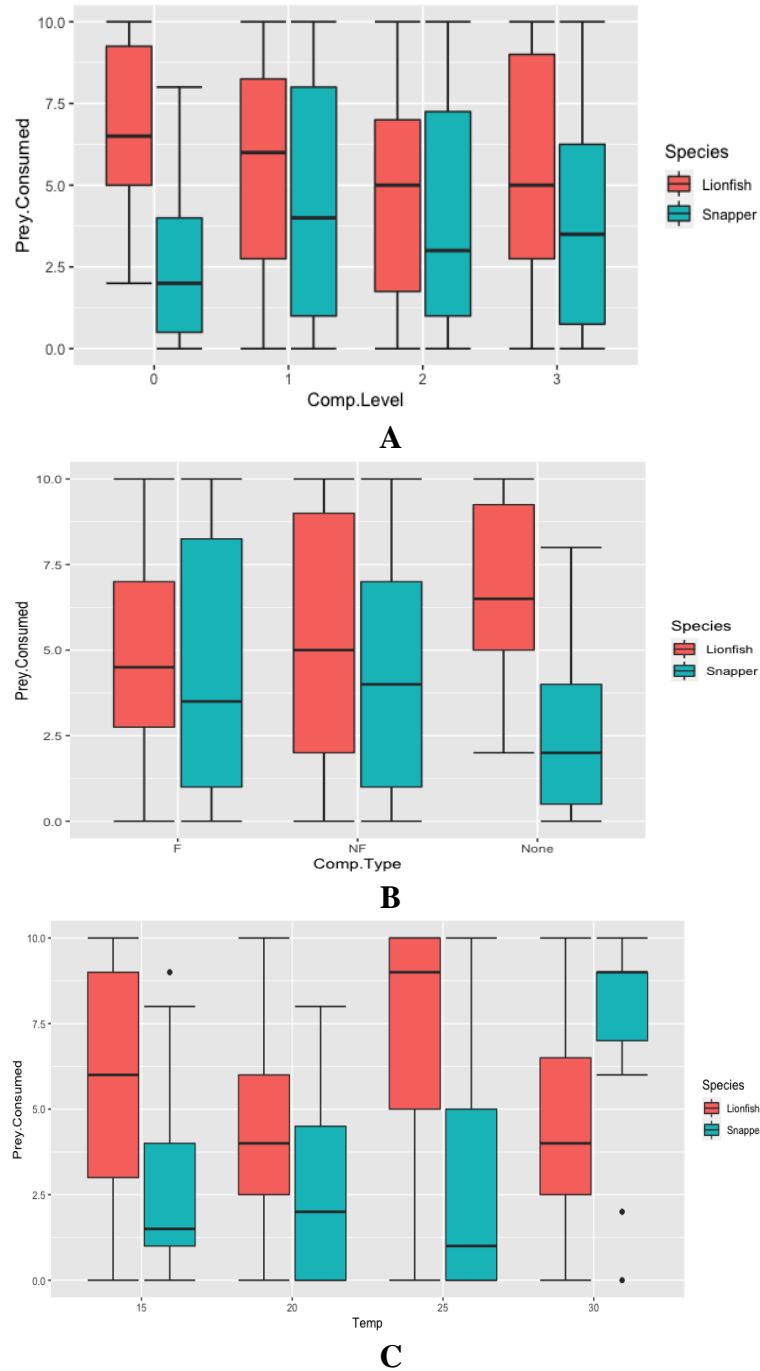 10.0
7.5
5.0
2.5
0.0
Prey.Consumed
0 1 2 3
Comp.Level
Species
Lionfish
Snapper
A
10.0
7.5
5.0
2.5
0.0
Prey.Consumed
F NF None
Comp.Type
Species
Lionfish
Snapper
B
10.0
7.5
5.0
2.5
0.0
Prey.Consumed
15 20 25 30
Temp
Species
Lionfish
Snappe
C